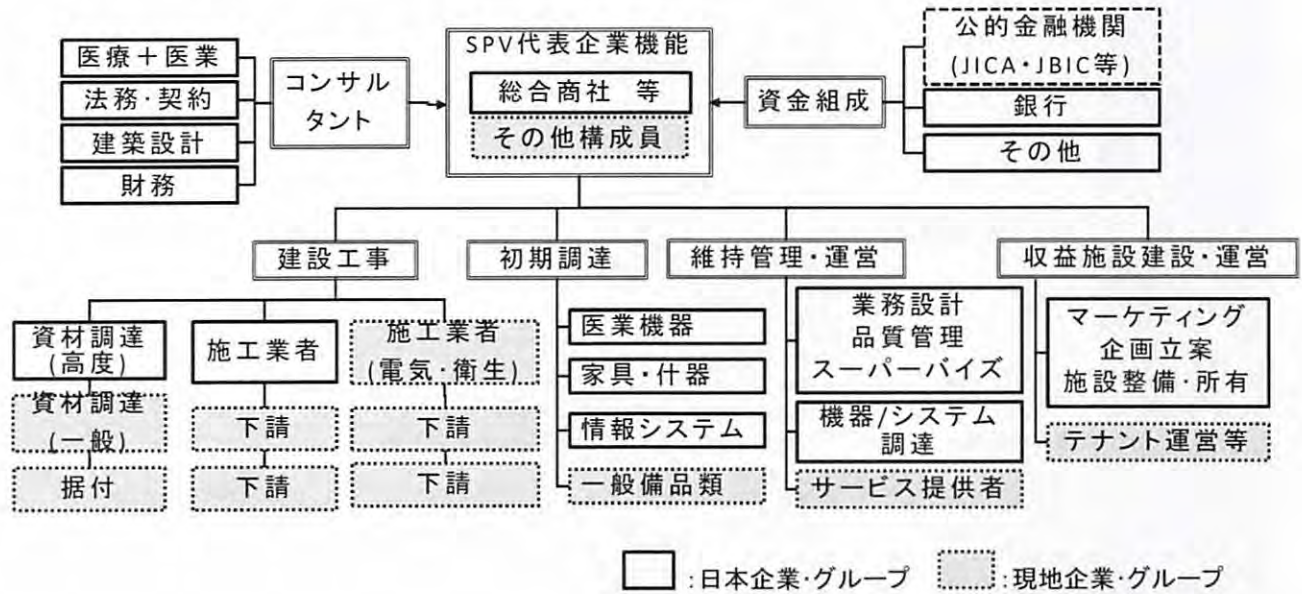 医療+医業
法務・契約
建築設計
財務
コンサル
タント
SPV代表企業機能
総合商社 等
その他構成員
資金組成
公的金融機関
(JICA・JBIC等)
銀行
その他
建設工事
初期調達
維持管理・運営
収益施設建設・運営
資材調達
(高度)
資材調達
(一般)
据付
施工業者
下請
下請
施工業者
(電気・衛生)
下請
下請
医業機器
家具・什器
情報システム
一般備品類
業務設計
品質管理
スーパーバイズ
機器/システム
調達
サービス提供者
マーケティング
企画立案
施設整備・所有
テナント運営等
:日本企業・グループ
:現地企業・グループ